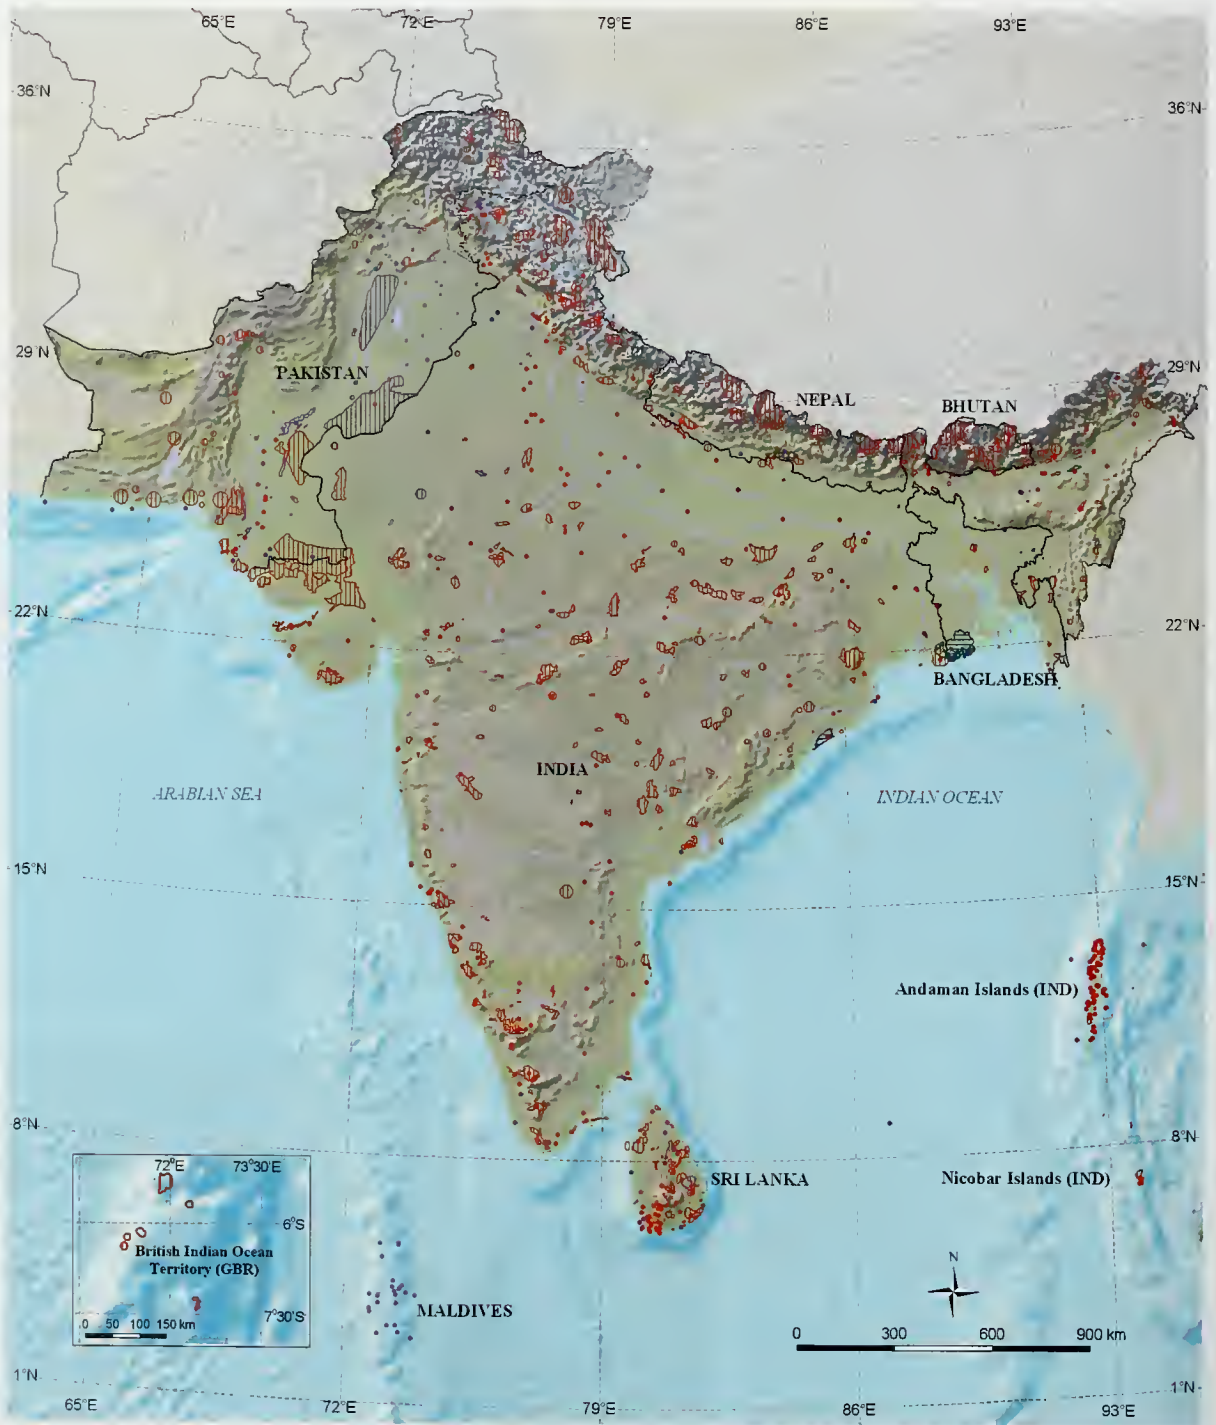 65°E 72°E 79°E 86°E 93°E
36°N 36°N
29°N 29°N
PAKISTAN
NEPAL
BHUTAN
22°N 22°N
BANGLADESH
INDIA
ARABIAN SEA
INDIAN OCEAN
15°N 15°N
Andaman Islands (IND)
8°N 8°N
72°E 73°30'E
SRI LANKA
Nicobar Islands (IND)
6°S
British Indian Ocean
Territory (GBR)
N
7°30'S
MALDIVES
0 50 100 150 km
0 300 600 900 km
1°N 1°N
65°E 72°E 79°E 86°E 93°E